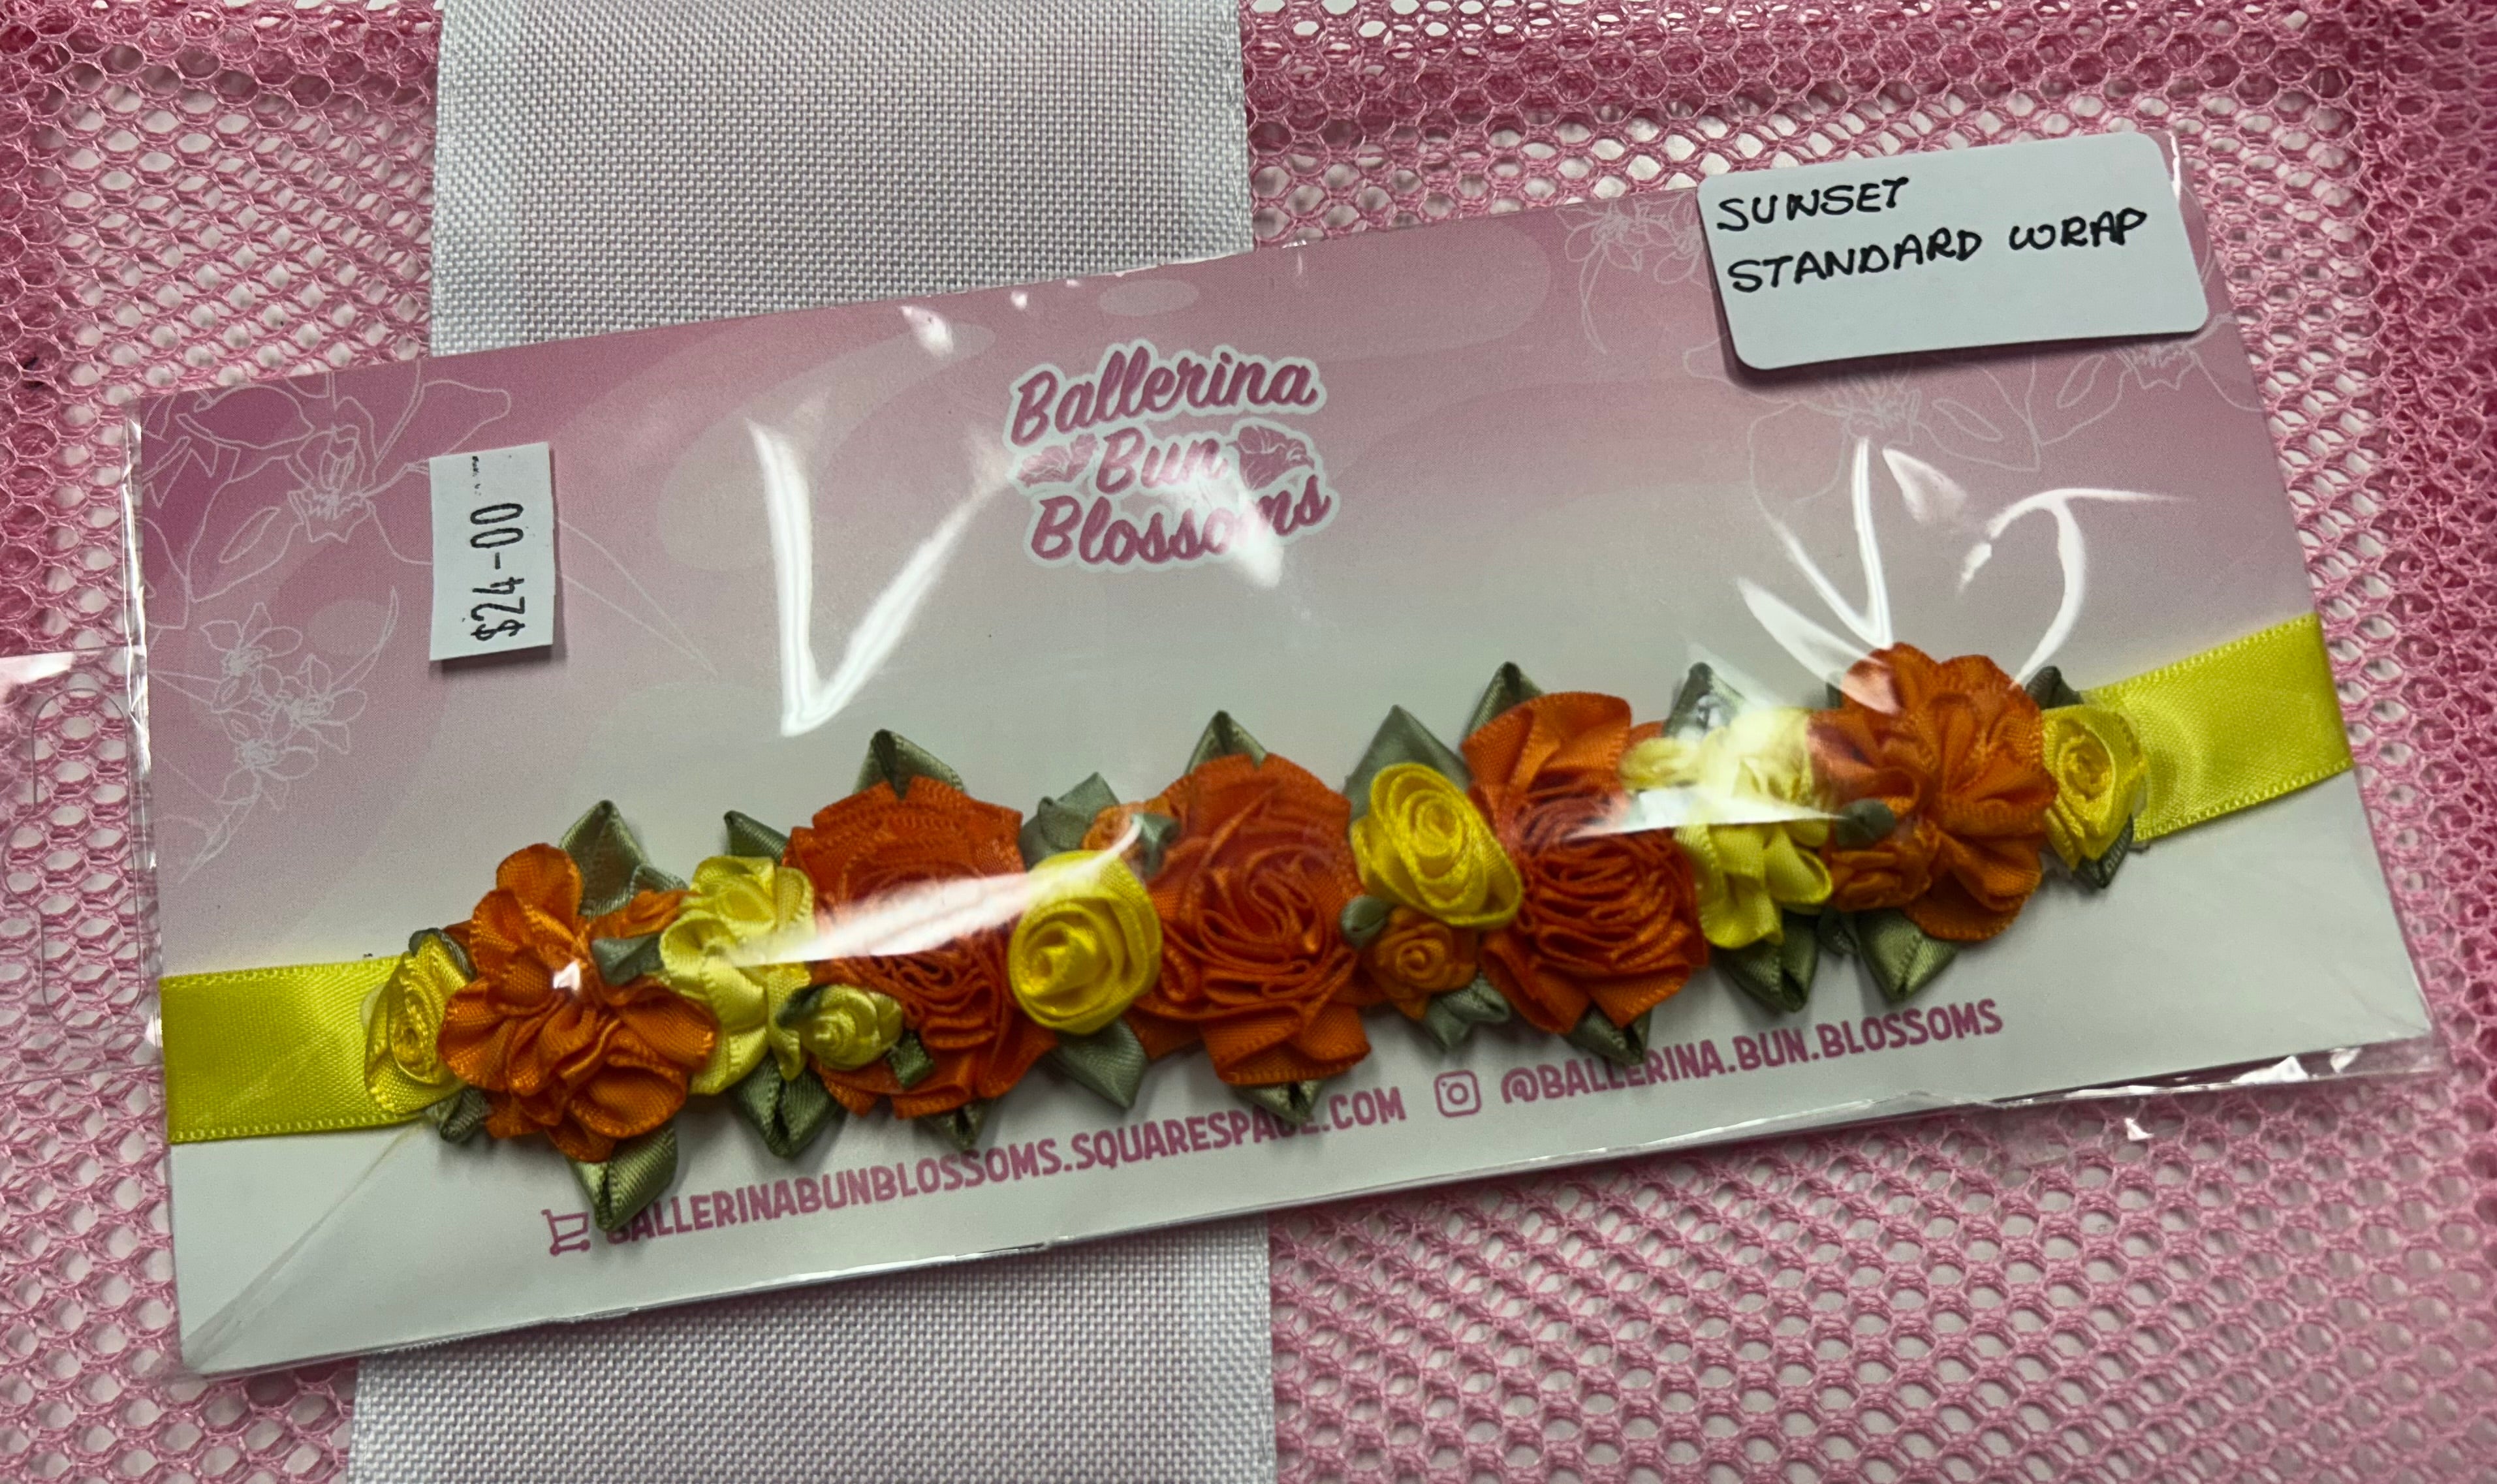 SUNSET
STANDARD WRAP
Ballerina
Bun
Blossoms
$24-00
BALLERINABUNBLOSSOMS.SQUARESPACE.COM @BALLERINA.BUN.BLOSSOMS